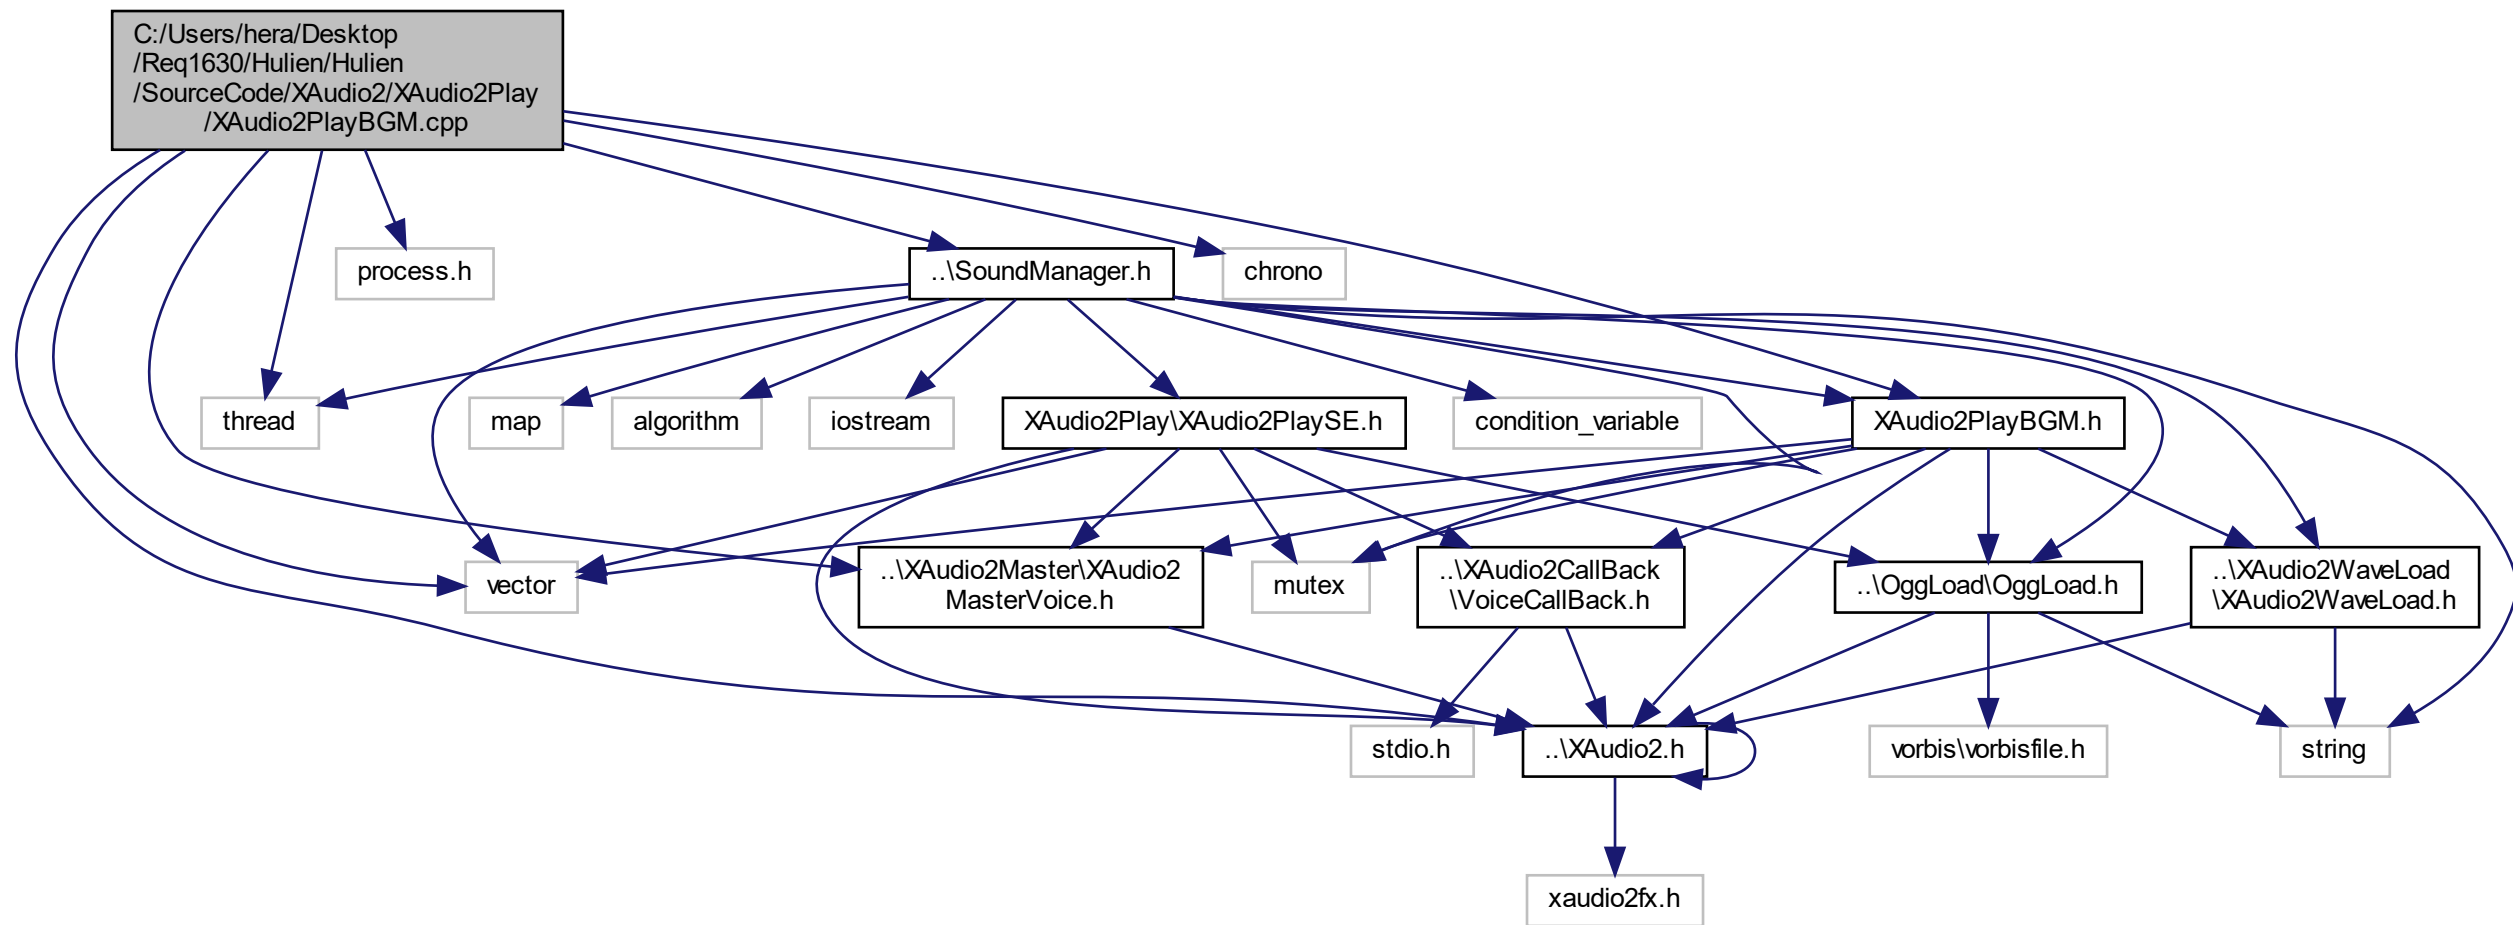 C:/Users/hera/Desktop
/Req1630/Hulien/Hulien
/SourceCode/XAudio2/XAudio2Play
/XAudio2PlayBGM.cpp
process.h
..\SoundManager.h
chrono
thread
map
algorithm
iostream
XAudio2Play\XAudio2PlaySE.h
condition_variable
XAudio2PlayBGM.h
vector
..\XAudio2Master\XAudio2
MasterVoice.h
mutex
..\XAudio2CallBack
\VoiceCallBack.h
..\OggLoad\OggLoad.h
..\XAudio2WaveLoad
\XAudio2WaveLoad.h
stdio.h
..\XAudio2.h
vorbis\vorbisfile.h
string
xaudio2fx.h